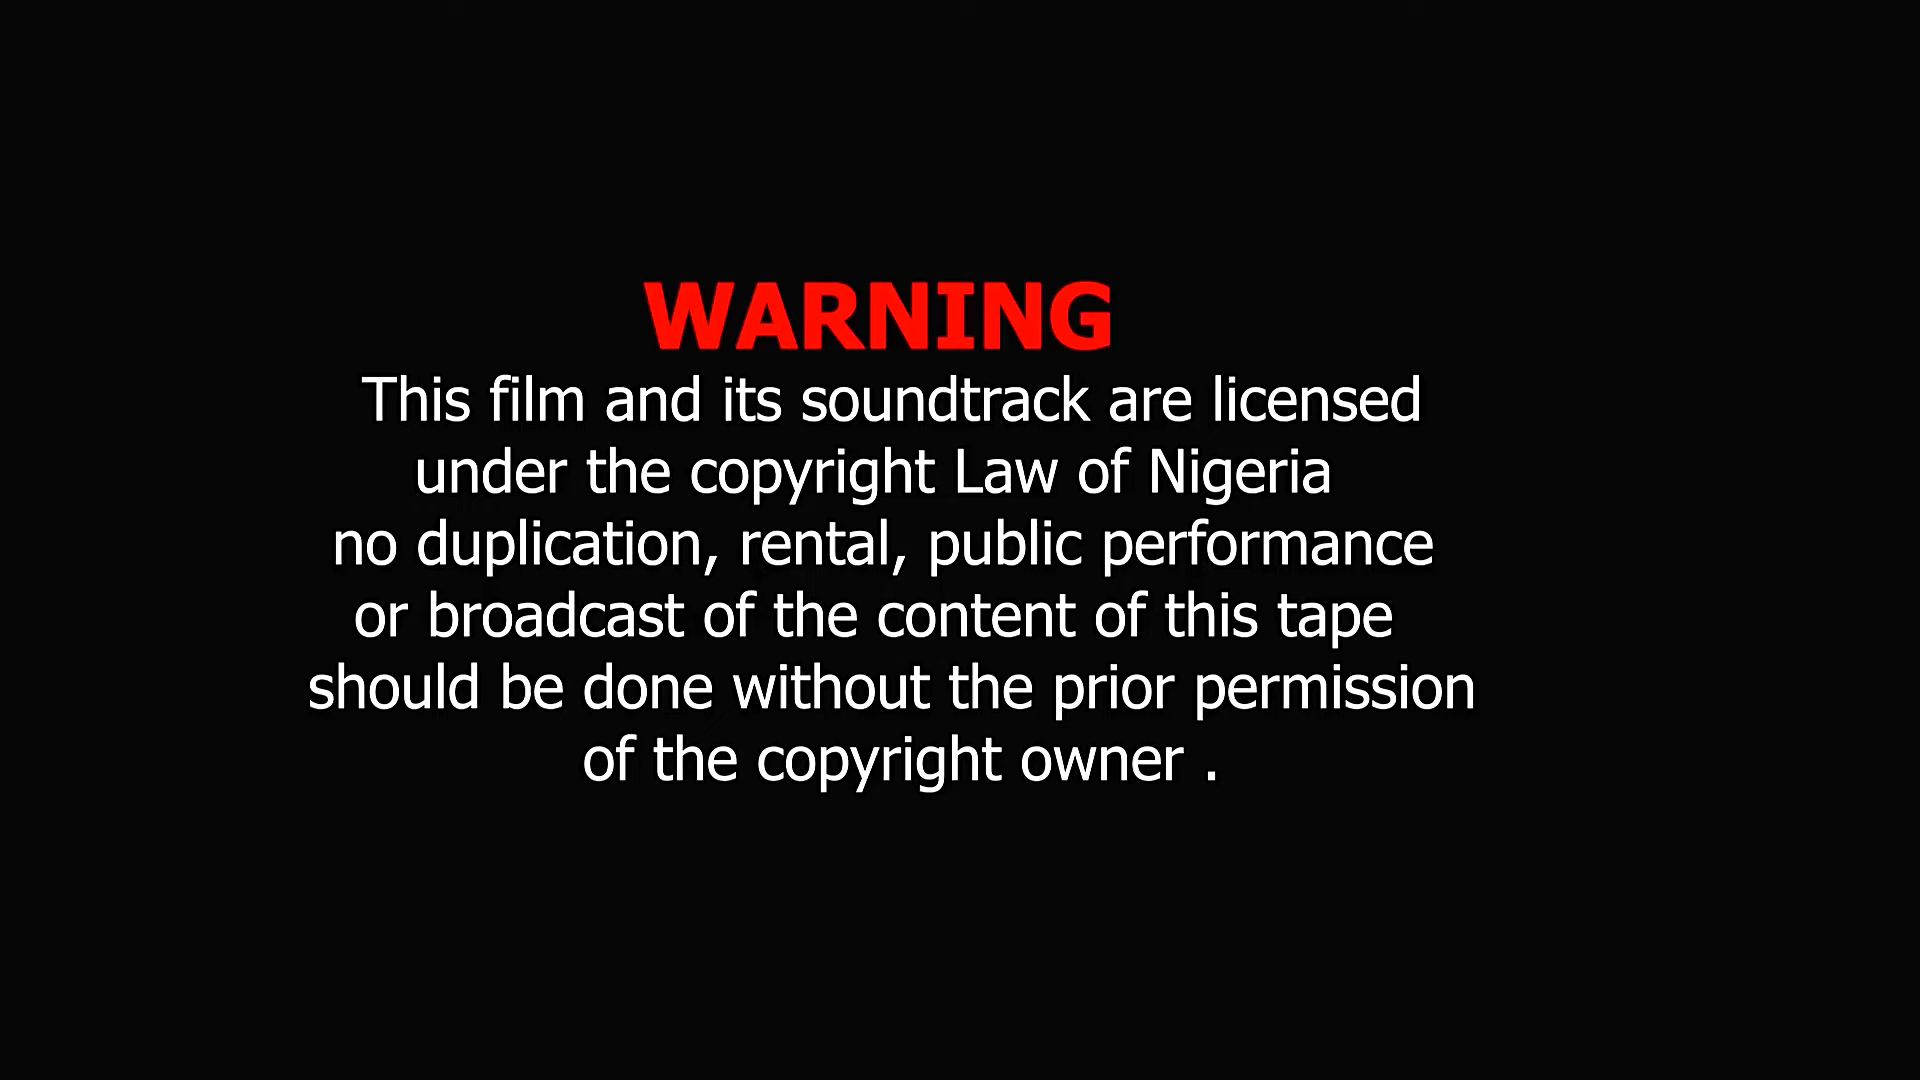 WARNING
This film and its soundtrack are licensed
under the copyright Law of Nigeria
no duplication, rental, public performance
or broadcast of the content of this tape
should be done without the prior permission
of the copyright owner .